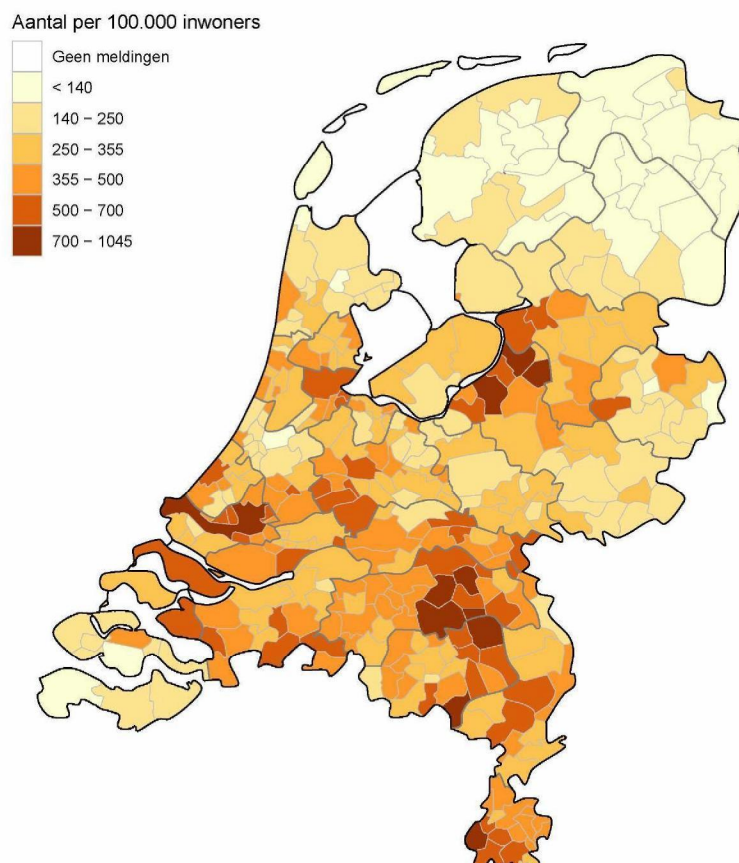 Aantal per 100.000 inwoners
Geen meldingen
< 140
140 − 250
250 − 355
355 − 500
500 − 700
700 − 1045